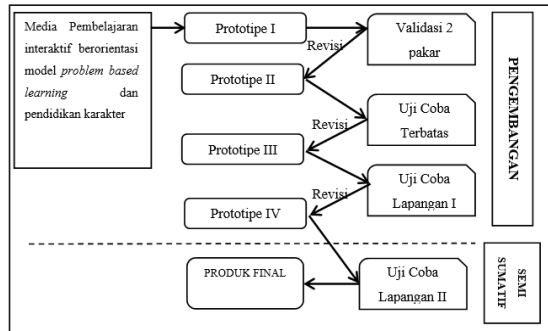 Media Pembelajaran
interaktif berorientasi
model problem based
learning dan
pendidikan karakter
Prototipe I
Revisi
Validasi 2
pakar
Prototipe II
Revisi
Uji Coba
Terbatas
Prototipe III
Revisi
Uji Coba
Lapangan I
Prototipe IV
PENGEMBANGAN
PRODUK FINAL
Uji Coba
Lapangan II
SEMI
SUMATIF